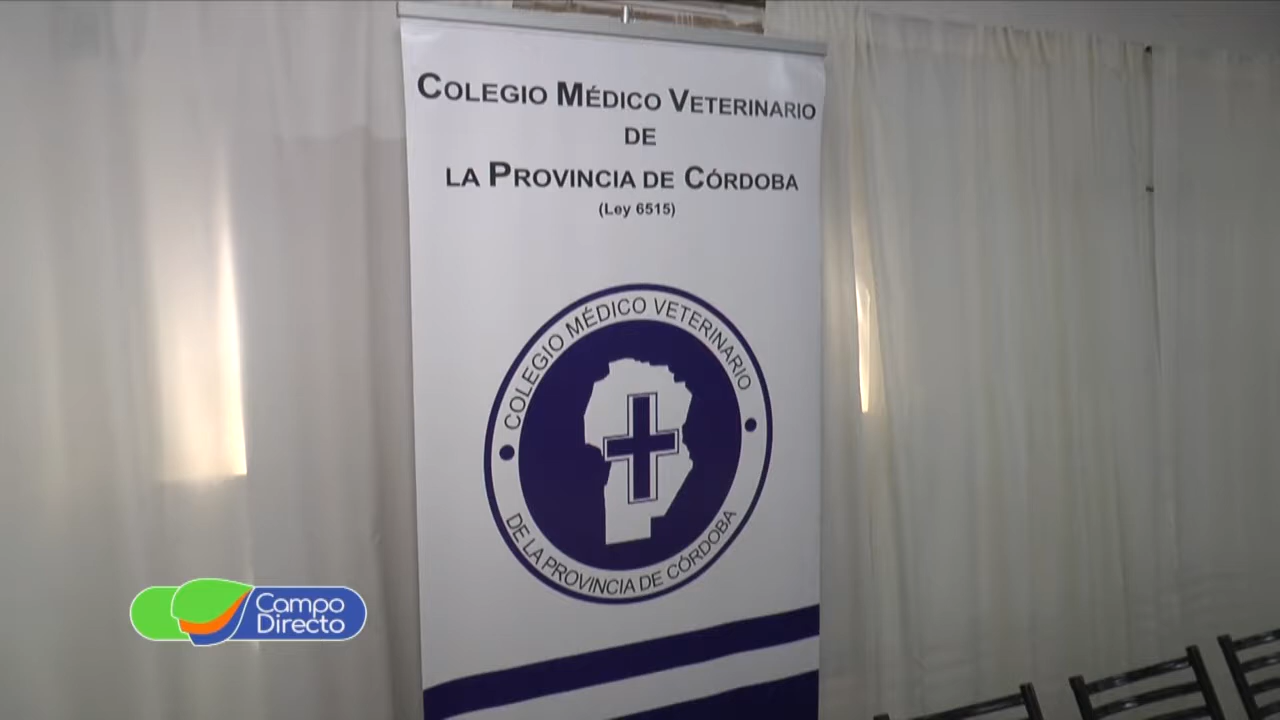 COLEGIO MÉDICO VETERINARIO
DE
LA PROVINCIA DE CÓRDOBA
(Ley 6515)
COLEGIO MÉDICO VETERINARIO
DE LA PROVINCIA DE CÓRDOBA
Campo
Directo